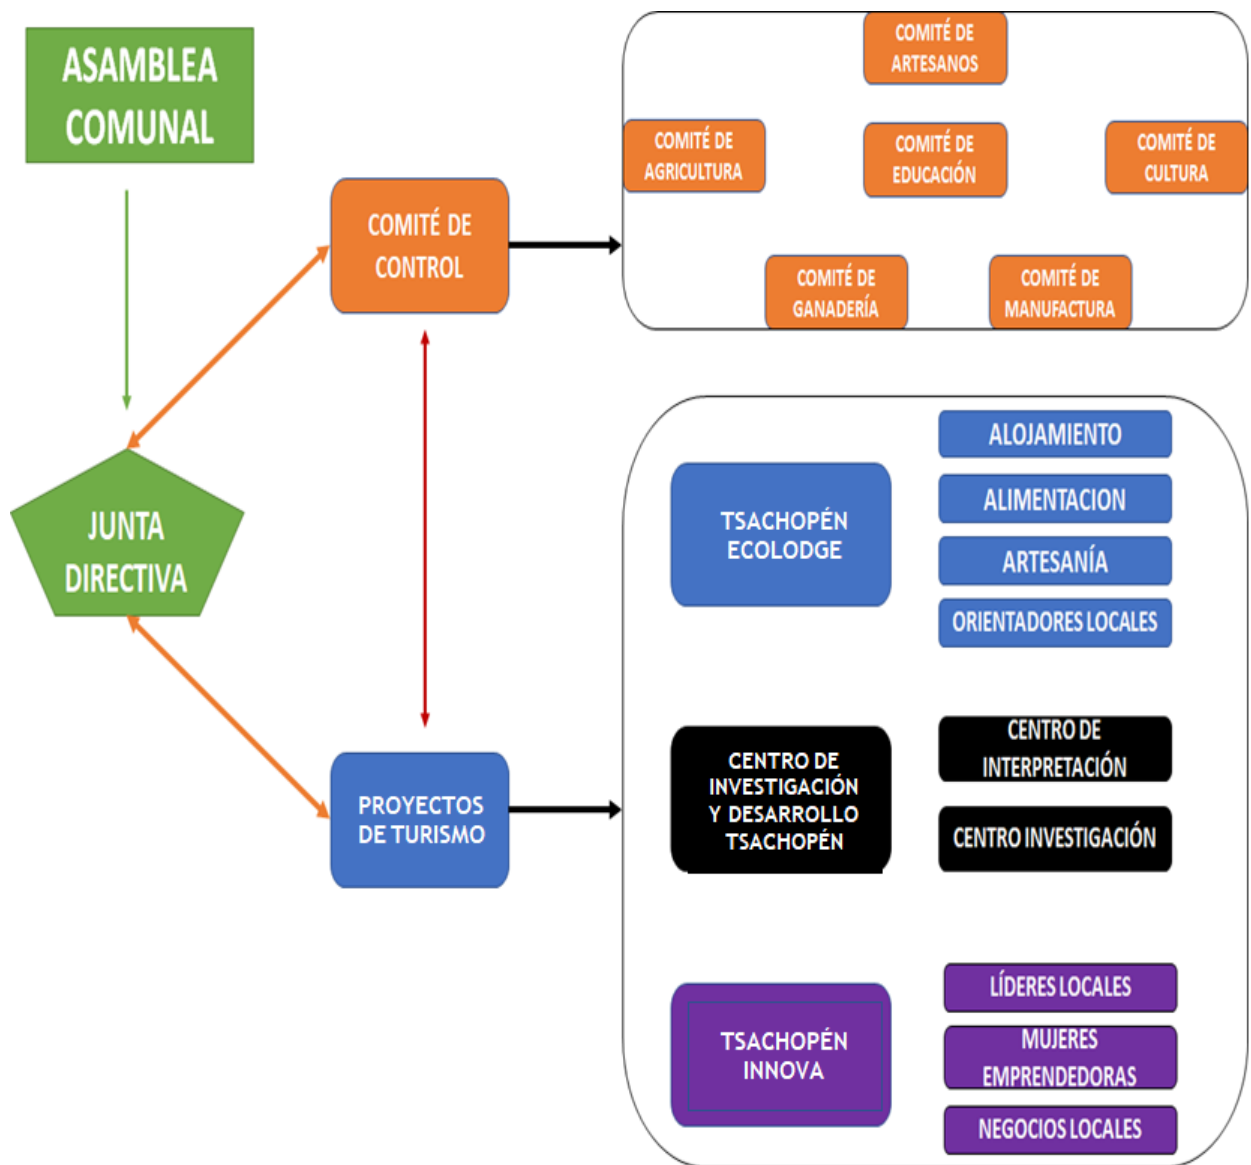 ASAMBLEA
COMUNAL
JUNTA
DIRECTIVA
COMITÉ DE
CONTROL
COMITÉ DE
ARTESANOS
COMITÉ DE
AGRICULTURA
COMITÉ DE
EDUCACIÓN
COMITÉ DE
CULTURA
COMITÉ DE
GANADERÍA
COMITÉ DE
MANUFACTURA
PROYECTOS
DE TURISMO
TSACHOPÉN
ECOLODGE
ALOJAMIENTO
ALIMENTACION
ARTESANÍA
ORIENTADORES LOCALES
CENTRO DE
INVESTIGACIÓN
Y DESARROLLO
TSACHOPÉN
CENTRO DE
INTERPRETACIÓN
CENTRO INVESTIGACIÓN
TSACHOPÉN
INNOVA
LÍDERES LOCALES
MUJERES
EMPRENDEDORAS
NEGOCIOS LOCALES